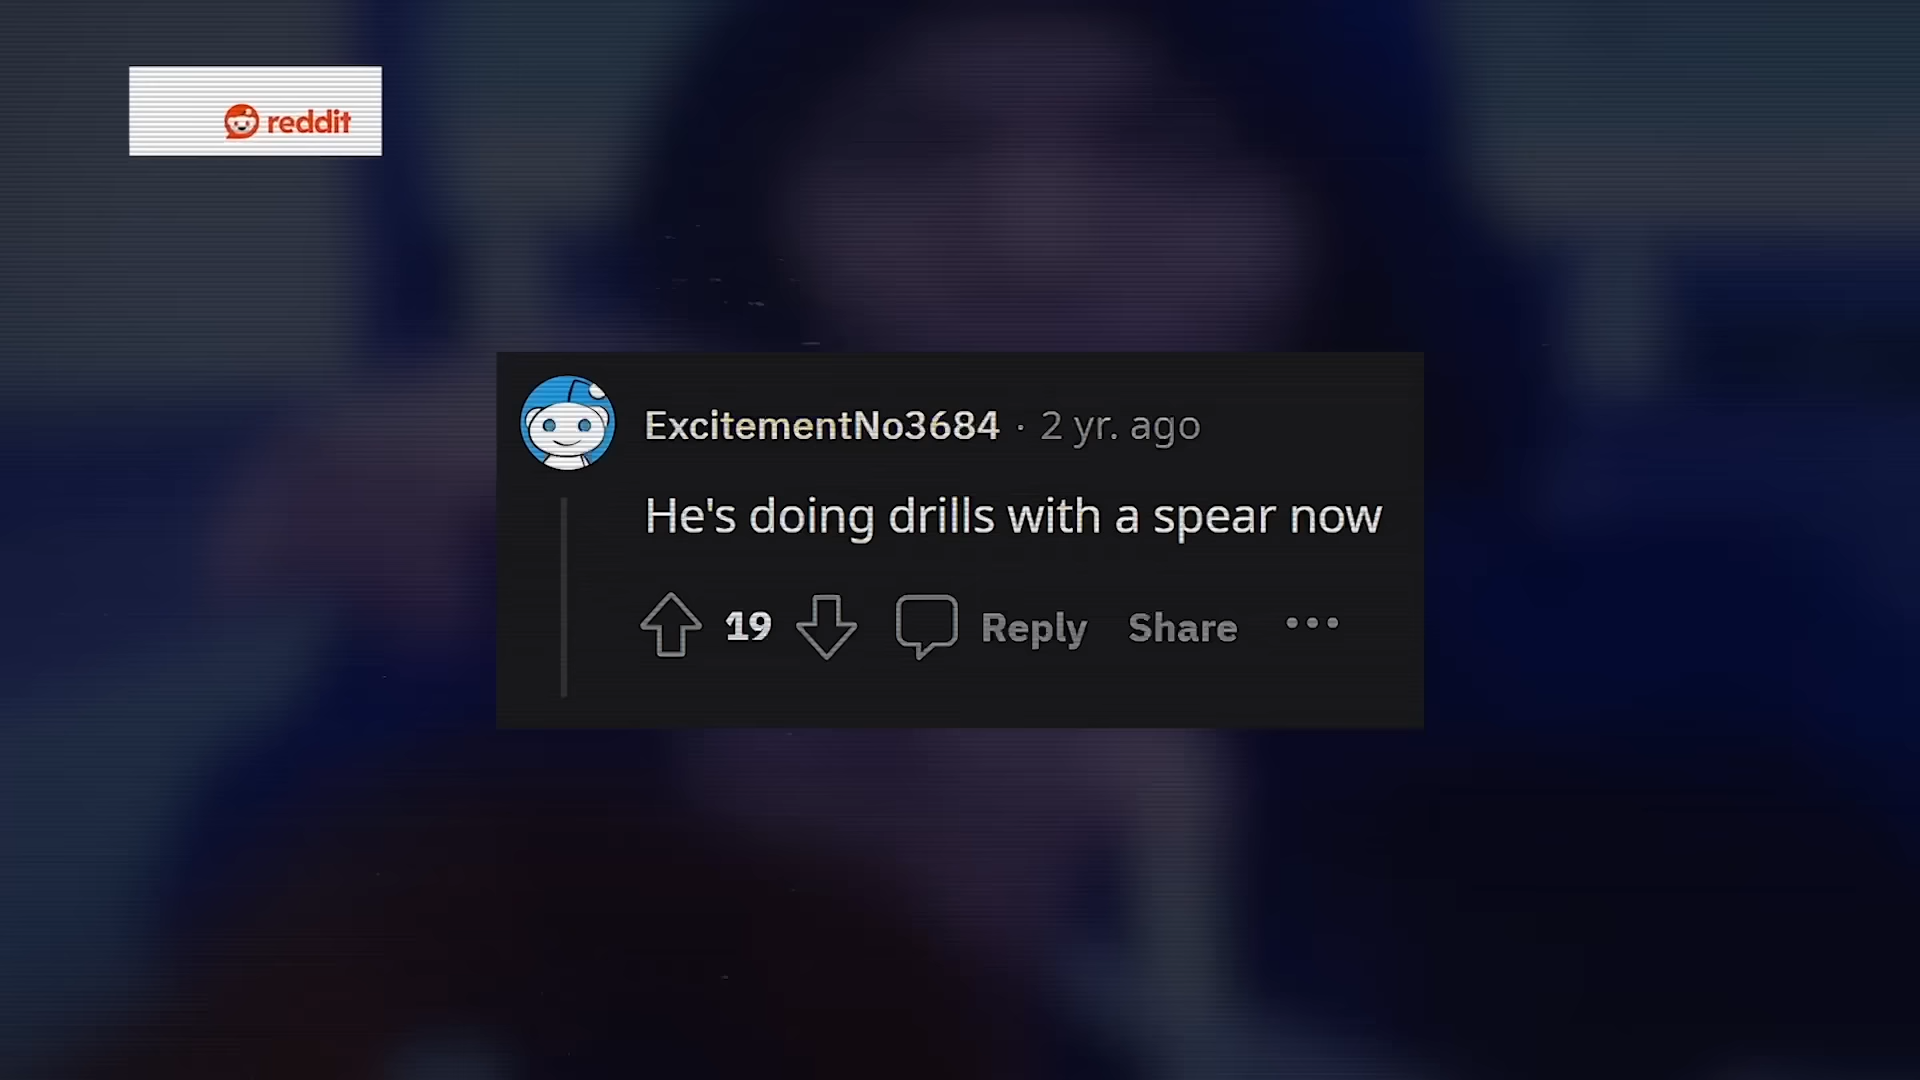 reddit
ExcitementNo3684 · 2 yr. ago
He's doing drills with a spear now
19 Reply Share ...